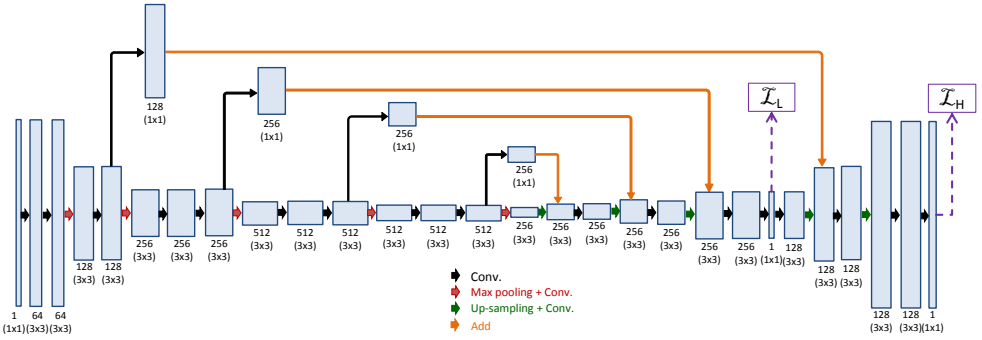 128
(1x1)
256
(1x1)
256
(1x1)
256
(1x1)
ℒL
ℒH
1
(1x1)
64
(3x3)
64
(3x3)
128
(3x3)
128
(3x3)
256
(3x3)
256
(3x3)
256
(3x3)
512
(3x3)
512
(3x3)
512
(3x3)
512
(3x3)
512
(3x3)
512
(3x3)
256
(3x3)
256
(3x3)
256
(3x3)
256
(3x3)
256
(3x3)
256
(3x3)
256
(3x3)
1
(1x1)
128
(3x3)
128
(3x3)
128
(3x3)
128
(3x3)
128
(3x3)
1
(1x1)
Conv.
Max pooling + Conv.
Up-sampling + Conv.
Add